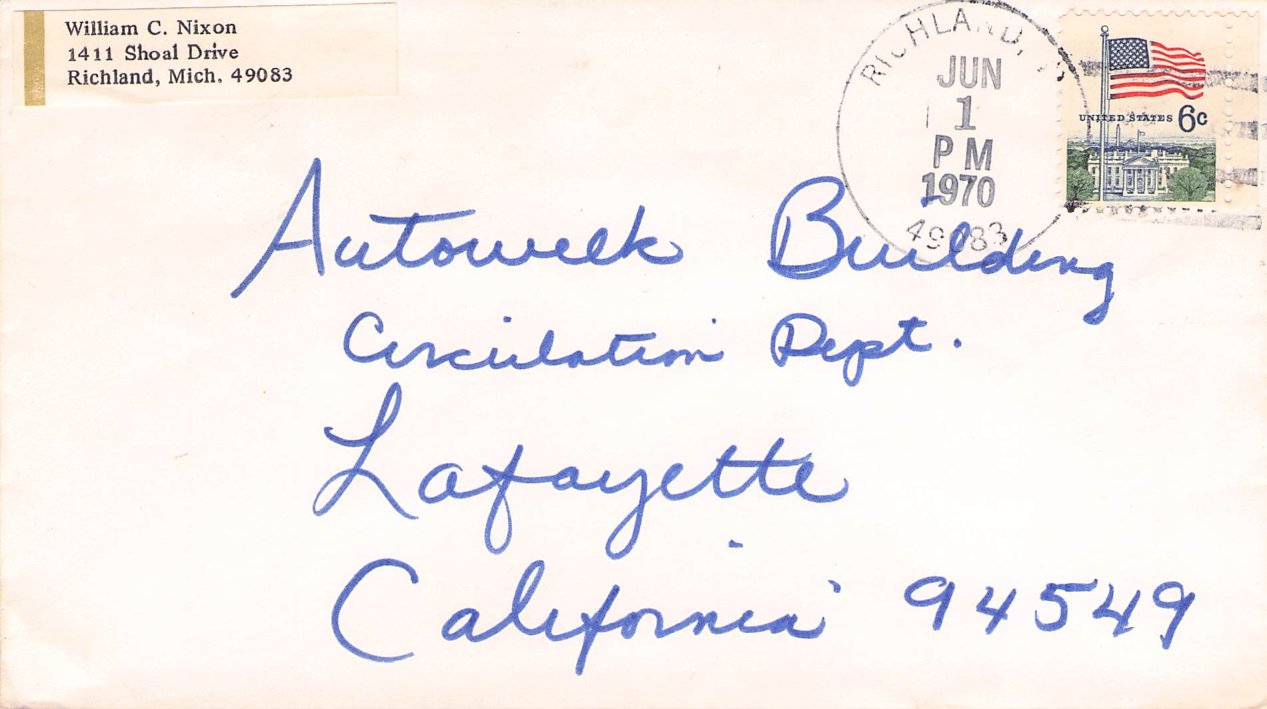 William C. Nixon
1411 Shoal Drive
Richland, Mich. 49083
RICHLAND,
JUN
1
PM
1970
49083
UNITED STATES 6c
Autoweek Building
Circulation Dept.
Lafayette
California 94549